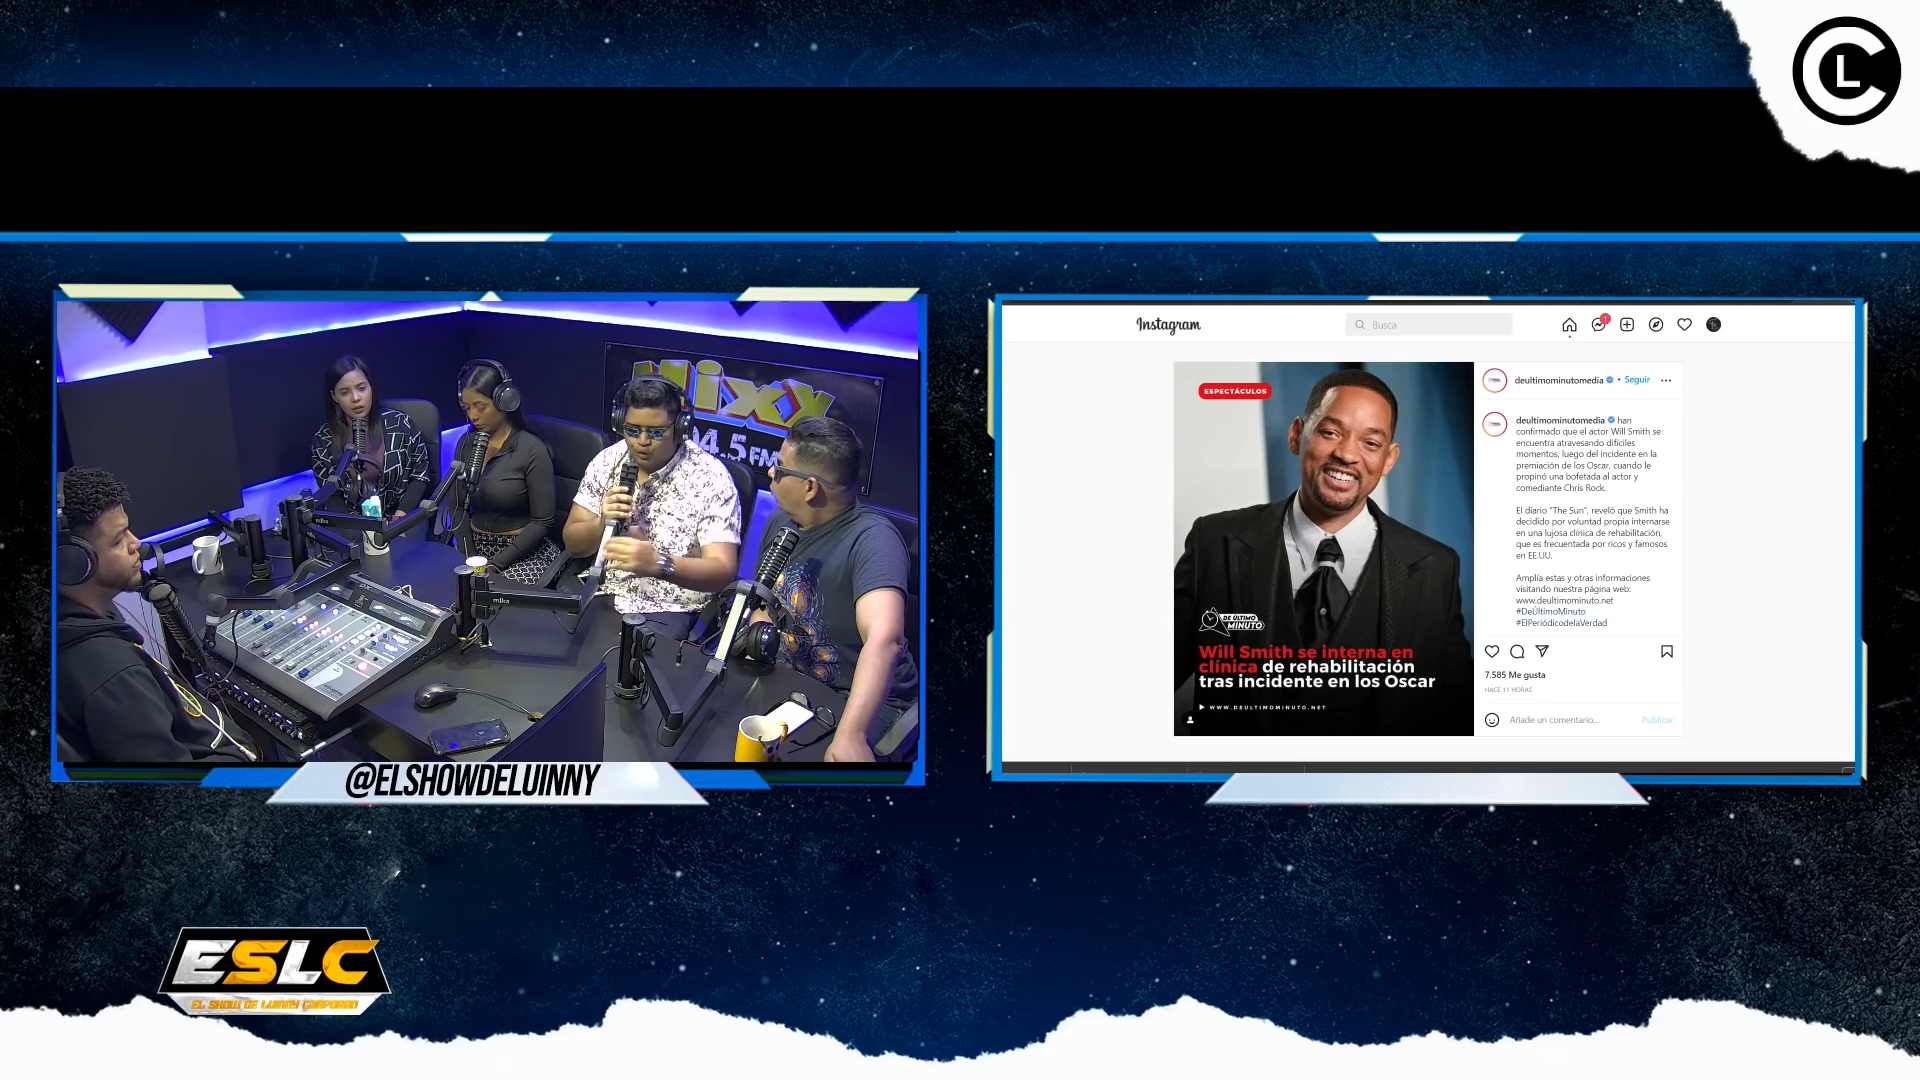 CL
Mixy
94.5FM
mika
mika
@ELSHOWDELUINNY
Instagram
Busca
1
ESPECTÁCULOS
DE ÚLTIMO
MINUTO
Will Smith se interna en
clínica de rehabilitación
tras incidente en los Oscar
WWW.DEULTIMOMINUTO.NET
deultimominutomedia • Seguir
deultimominutomedia han
confirmado que el actor Will Smith se
encuentra atravesando difíciles
momentos, luego del incidente en la
premiación de los Oscar, cuando le
propinó una bofetada al actor y
comediante Chris Rock.
El diario "The Sun", reveló que Smith ha
decidido por voluntad propia internarse
en una lujosa clínica de rehabilitación,
que es frecuentada por ricos y famosos
en EE.UU.
Amplía estas y otras informaciones
visitando nuestra página web:
www.deultimominuto.net
#DeÚltimoMinuto
#ElPeriódicodelaVerdad
7.585 Me gusta
HACE 11 HORAS
Añade un comentario...
Publicar
ESLC
EL SHOW DE LUINNY CORPORAN